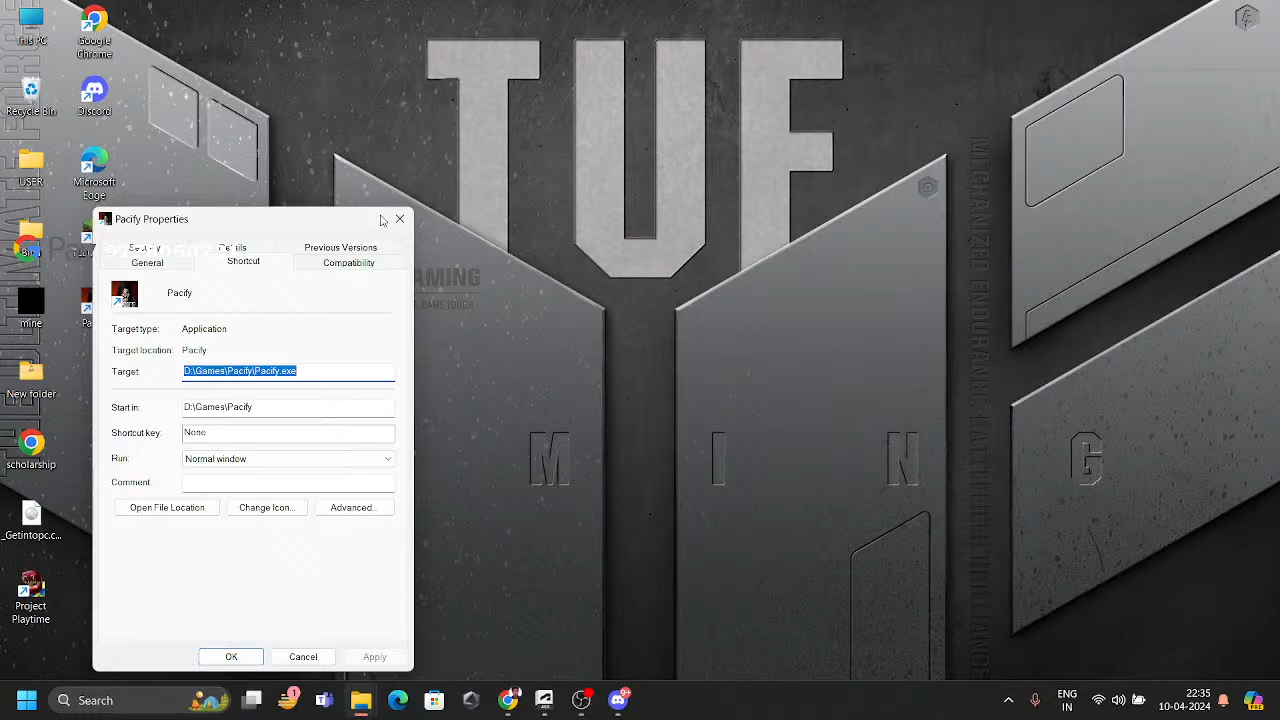 TUF
GAMING
This PC
Google
Chrome
Recycle Bin
Discord
Microsoft
Edge
mine
New folder
scholarship
_Getintopc.c...
Project
Playtime
Pacify Properties
Details
Previous Versions
General
Shortcut
Compatibility
Pacify
Target type:
Application
Target location:
Pacify
Target:
D:\Games\Pacify\Pacify.exe
Start in:
D:\Games\Pacify
Shortcut key:
None
Run:
Normal window
Comment:
Open File Location
Change Icon...
Advanced...
OK
Cancel
Apply
M
I
N
G
Search
ENG
IN
22:35
10-04-2024